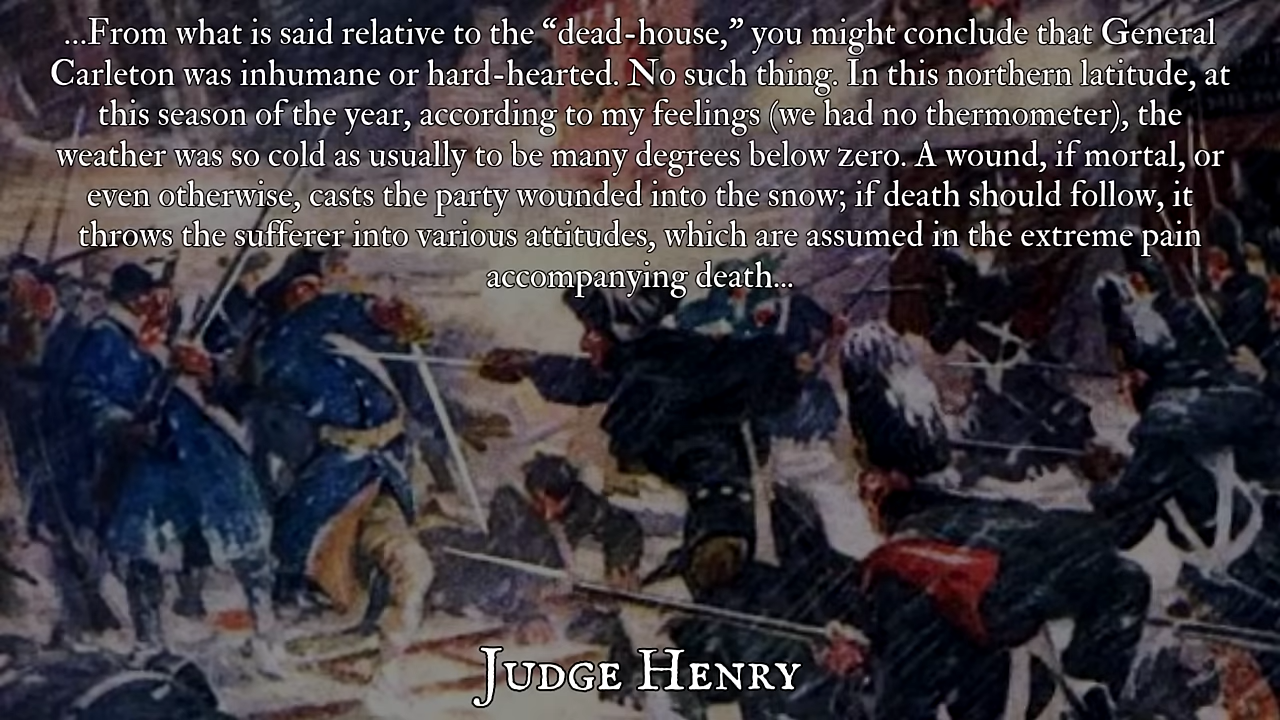 ...From what is said relative to the “dead-house,” you might conclude that General
Carleton was inhumane or hard-hearted. No such thing. In this northern latitude, at
this season of the year, according to my feelings (we had no thermometer), the
weather was so cold as usually to be many degrees below zero. A wound, if mortal, or
even otherwise, casts the party wounded into the snow; if death should follow, it
throws the sufferer into various attitudes, which are assumed in the extreme pain
accompanying death...
Judge Henry